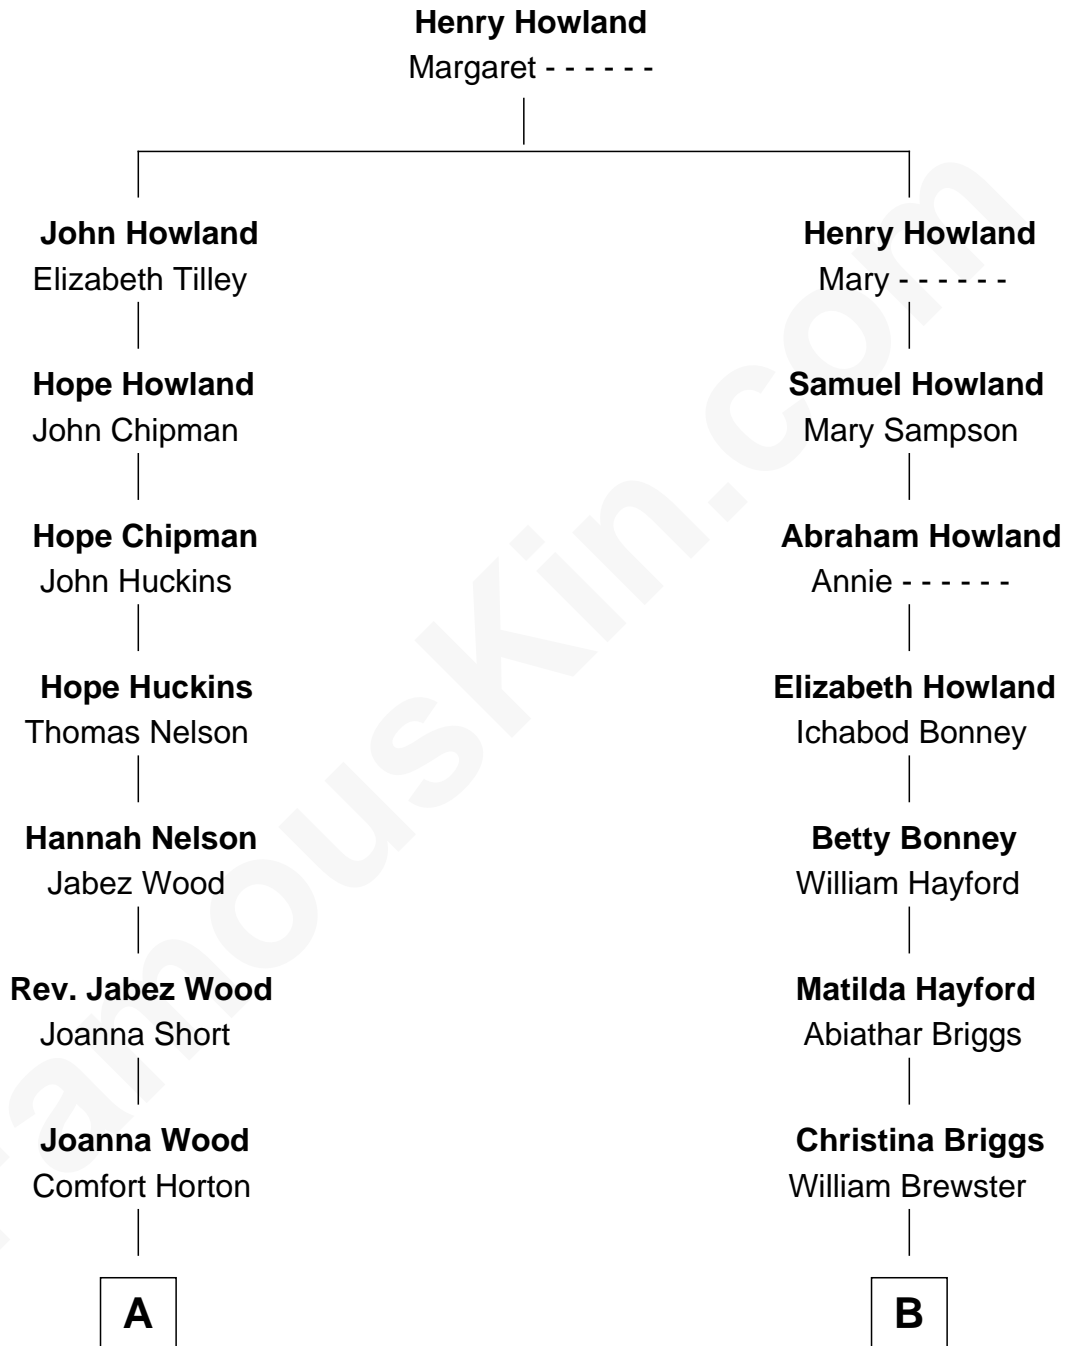 Henry Howland
Margaret - - - - - -
John Howland
Elizabeth Tilley
Hope Howland
John Chipman
Hope Chipman
John Huckins
Hope Huckins
Thomas Nelson
Hannah Nelson
Jabez Wood
Rev. Jabez Wood
Joanna Short
Joanna Wood
Comfort Horton
A
Henry Howland
Mary - - - - - -
Samuel Howland
Mary Sampson
Abraham Howland
Annie - - - - - -
Elizabeth Howland
Ichabod Bonney
Betty Bonney
William Hayford
Matilda Hayford
Abiathar Briggs
Christina Briggs
William Brewster
B
FamousKin.com